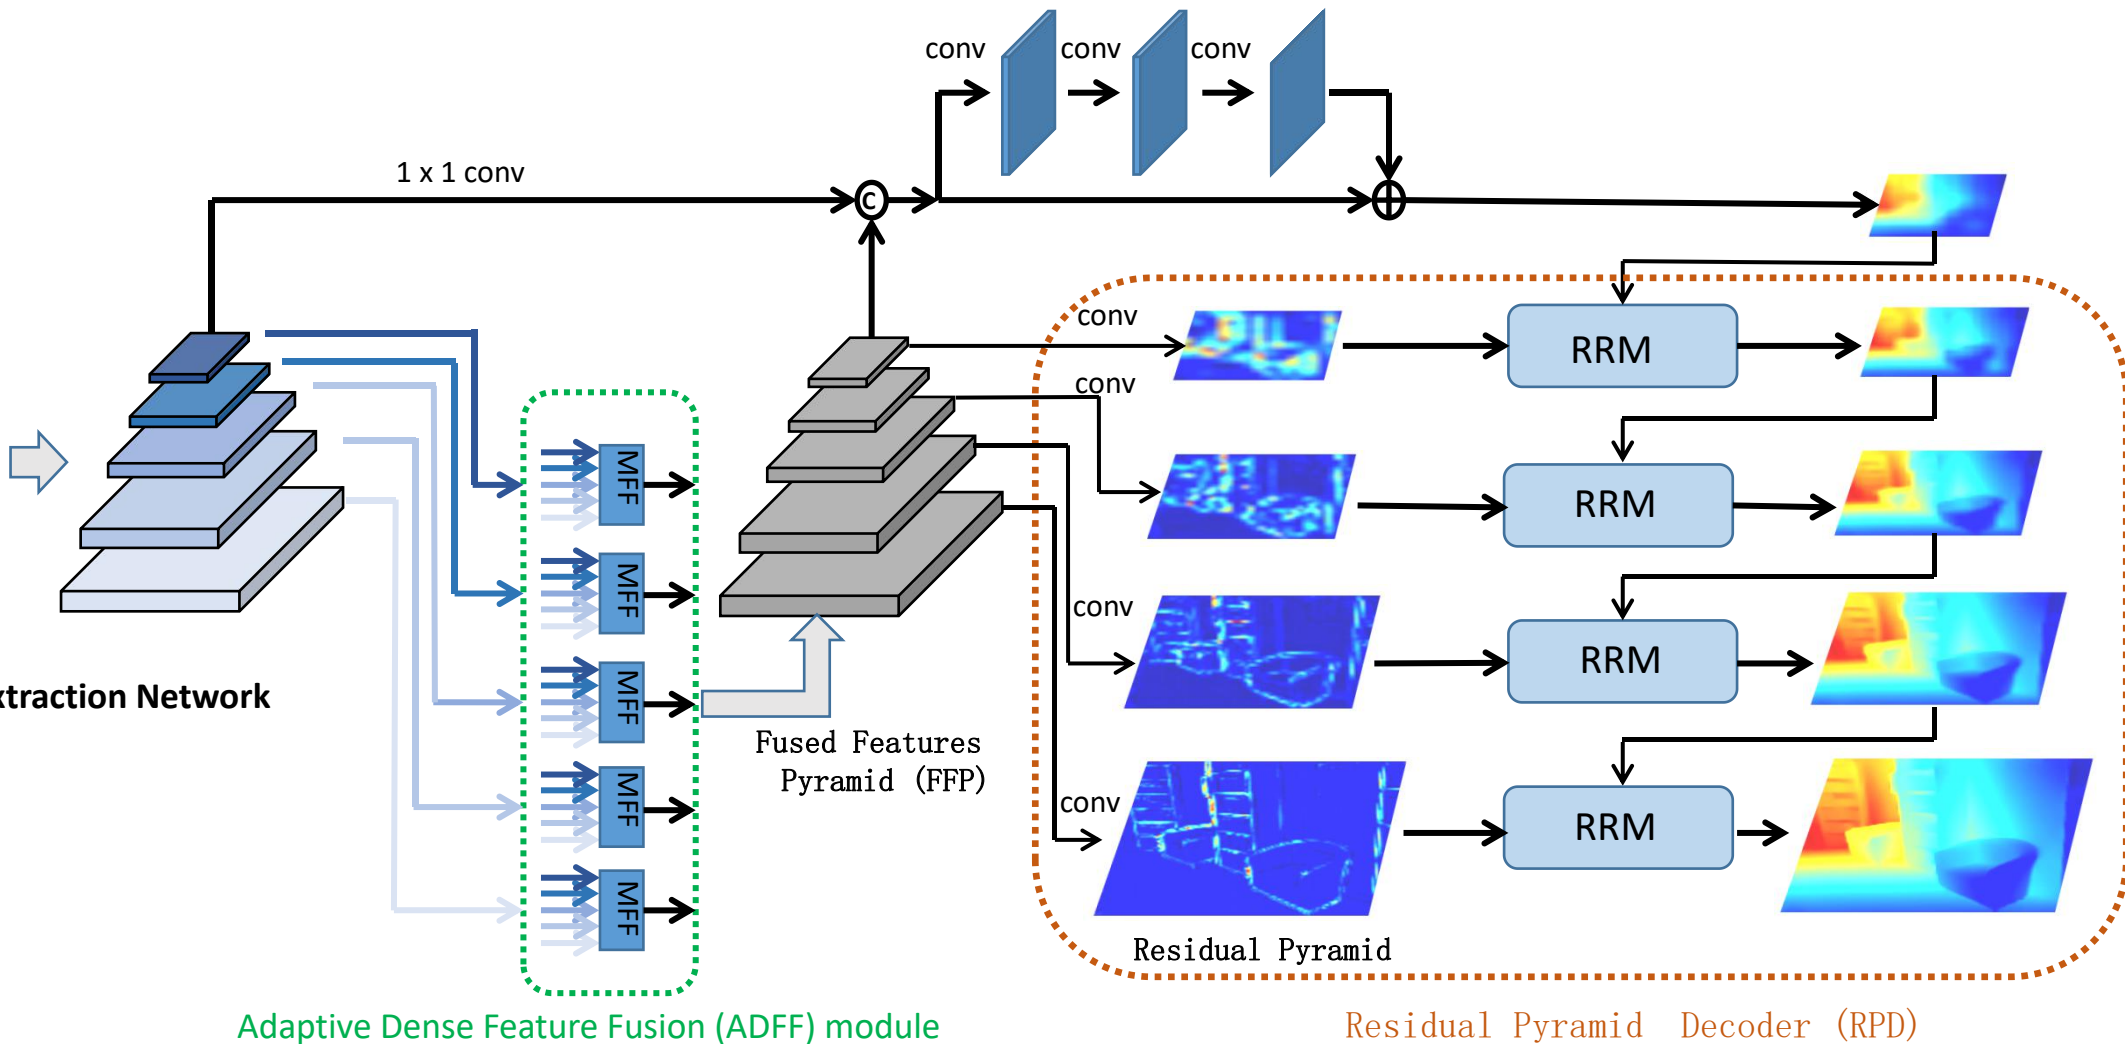 conv
conv
conv
1 x 1 conv
C
conv
RRM
conv
MFF
RRM
MFF
conv
RRM
MFF
xtraction Network
Fused Features
Pyramid (FFP)
MFF
conv
RRM
MFF
Residual Pyramid
Adaptive Dense Feature Fusion (ADFF) module
Residual Pyramid Decoder (RPD)